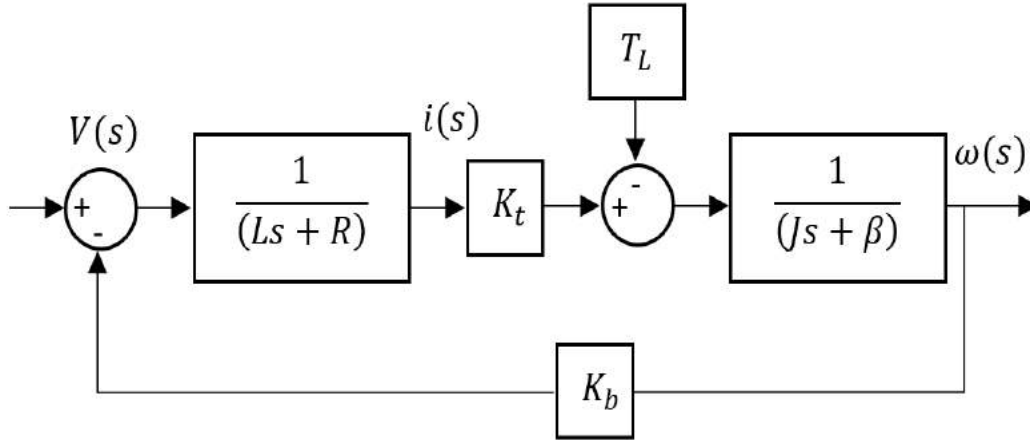 T_L
V(s)
+
-
1
(Ls + R)
i(s)
K_t
-
+
1
(Js + β)
ω(s)
K_b